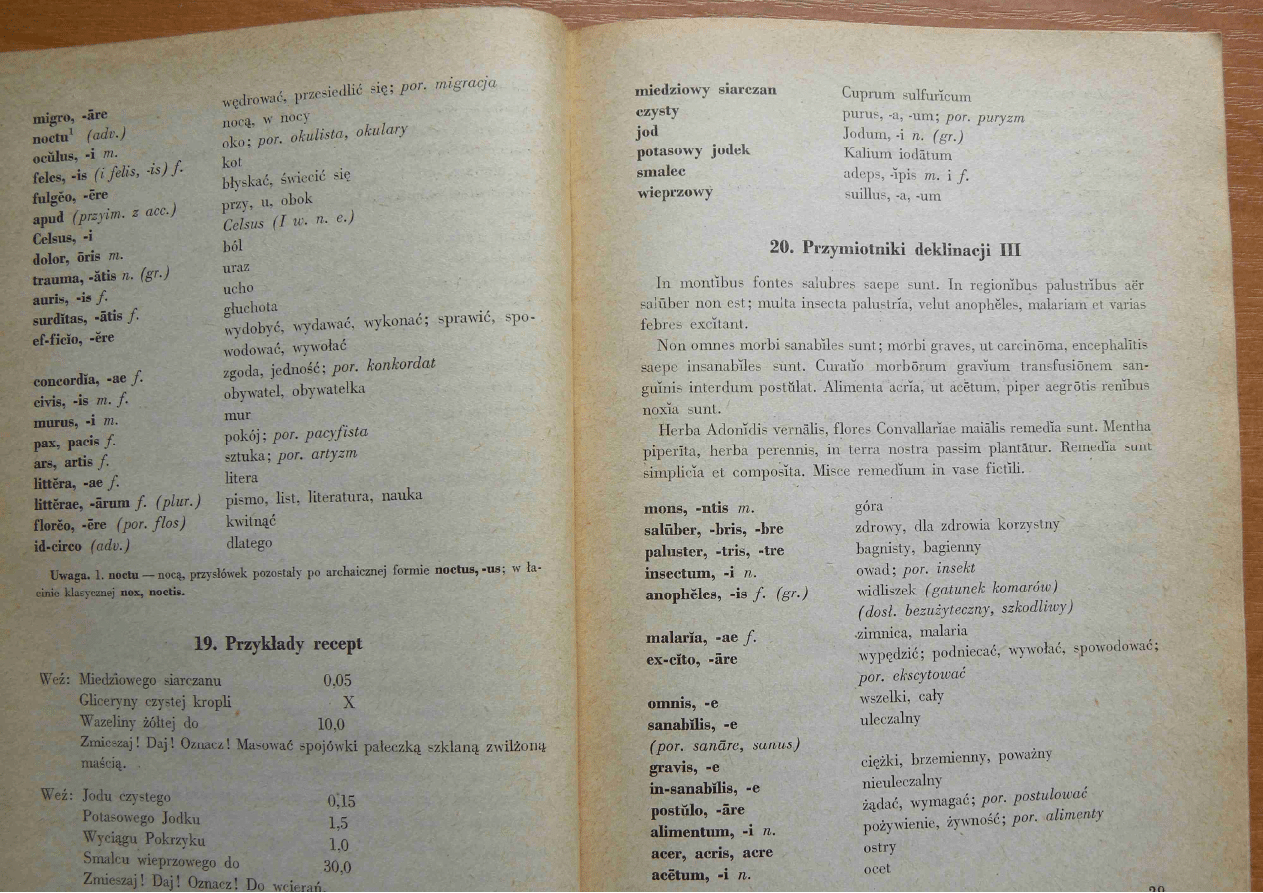 migro, -āre wędrować, przesiedlić się; por. migracja
noctu¹ (adv.) nocą, w nocy
ocŭlus, -i m. oko; por. okulista, okulary
feles, -is (i felis, -is) f. kot
fulgĕo, -ēre błyskać, świecić się
apud (przyim. z acc.) przy, u, obok
Celsus, -i Celsus (I w. n. e.)
dolor, ōris m. ból
trauma, -ătis n. (gr.) uraz
auris, -is f. ucho
surdĭtas, -ātis f. głuchota
ef-ficĭo, -ĕre wydobyć, wydawać, wykonać; sprawić, spo-
wodować, wywołać
concordĭa, -ae f. zgoda, jedność; por. konkordat
civis, -is m. f. obywatel, obywatelka
murus, -i m. mur
pax, pacis f. pokój; por. pacyfista
ars, artis f. sztuka; por. artyzm
littĕra, -ae f. litera
littĕrae, -ārum f. (plur.) pismo, list, literatura, nauka
florĕo, -ēre (por. flos) kwitnąć
id-circo (adv.) dlatego
Uwaga. 1. noctu — nocą, przysłówek pozostały po archaicznej formie noctus, -us; w ła-
cinie klasycznej nox, noctis.
19. Przykłady recept
Weź: Miedziowego siarczanu 0,05
Gliceryny czystej kropli X
Wazeliny żółtej do 10,0
Zmieszaj! Daj! Oznacz! Masować spojówki pałeczką szklaną zwilżoną
maścią.
Weź: Jodu czystego 0,15
Potasowego Jodku 1,5
Wyciągu Pokrzyku 1,0
Smalcu wieprzowego do 30,0
Zmieszaj! Daj! Oznacz! Do wcierań.
miedziowy siarczan Cuprum sulfurĭcum
czysty purus, -a, -um; por. puryzm
jod Jodum, -i n. (gr.)
potasowy jodek Kalium iodātum
smalec adeps, -ĭpis m. i f.
wieprzowy suillus, -a, -um
20. Przymiotniki deklinacji III
In montĭbus fontes salubres saepe sunt. In regionĭbus palustrĭbus aër
salūber non est; multa insecta palustrĭa, velut anophĕles, malariam et varias
febres excĭtant.
Non omnes morbi sanabĭles sunt; morbi graves, ut carcinōma, encephalītis
saepe insanabĭles sunt. Curatĭo morbōrum gravĭum transfusiōnem san-
guĭnis interdum postŭlat. Alimenta acrĭa, ut acētum, piper aegrōtis renĭbus
noxĭa sunt.
Herba Adonĭdis vernālis, flores Convallarĭae maiālis remedĭa sunt. Mentha
piperīta, herba perennis, in terra nostra passim plantātur. Remedĭa sunt
simplicĭa et composĭta. Misce remedĭum in vase fictĭli.
mons, -ntis m. góra
salūber, -bris, -bre zdrowy, dla zdrowia korzystny
paluster, -tris, -tre bagnisty, bagienny
insectum, -i n. owad; por. insekt
anophĕles, -is f. (gr.) widliszek (gatunek komarów)
(dosł. bezużyteczny, szkodliwy)
malarĭa, -ae f. zimnica, malaria
ex-cĭto, -āre wypędzić; podniecać, wywołać, spowodować;
por. ekscytować
omnis, -e wszelki, cały
sanabĭlis, -e uleczalny
(por. sanāre, sanus)
gravis, -e ciężki, brzemienny, poważny
in-sanabĭlis, -e nieuleczalny
postŭlo, -āre żądać, wymagać; por. postulować
alimentum, -i n. pożywienie, żywność; por. alimenty
acer, acris, acre ostry
acētum, -i n. ocet